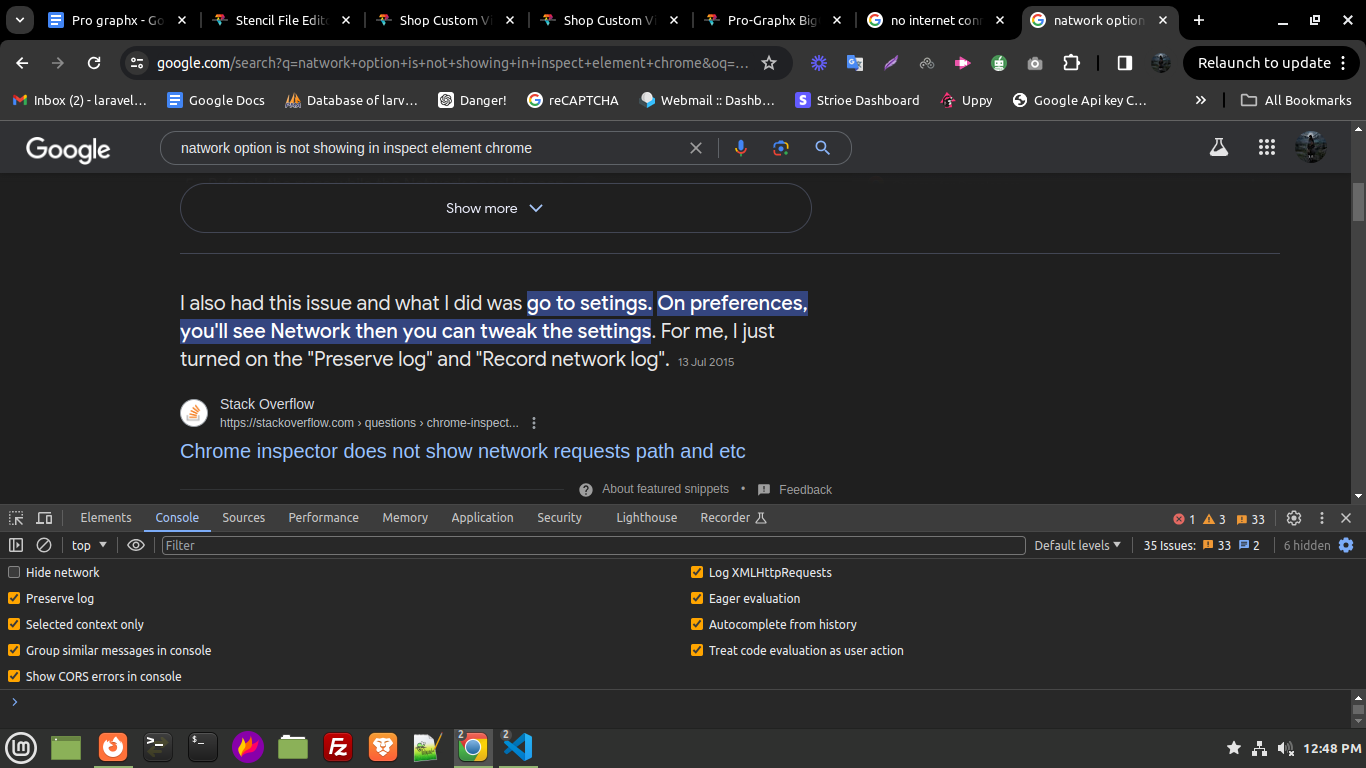 Pro graphx - Go
Stencil File Edit
Shop Custom Vi
Shop Custom Vi
Pro-Graphx Big
no internet con
natwork option
google.com/search?q=natwork+option+is+not+showing+in+inspect+element+chrome&oq=...
Relaunch to update
Inbox (2) - laravel...
Google Docs
Database of larv...
Danger!
reCAPTCHA
Webmail :: Dashb...
Strioe Dashboard
Uppy
Google Api key C...
All Bookmarks
Google
natwork option is not showing in inspect element chrome
Show more
I also had this issue and what I did was go to setings. On preferences,
you'll see Network then you can tweak the settings. For me, I just
turned on the "Preserve log" and "Record network log". 13 Jul 2015
Stack Overflow
https://stackoverflow.com › questions › chrome-inspect...
Chrome inspector does not show network requests path and etc
About featured snippets • Feedback
Elements Console Sources Performance Memory Application Security Lighthouse Recorder 1 3 33
top Filter Default levels 35 Issues: 33 2 6 hidden
Hide network
Log XMLHttpRequests
Preserve log
Eager evaluation
Selected context only
Autocomplete from history
Group similar messages in console
Treat code evaluation as user action
Show CORS errors in console
2
2
12:48 PM